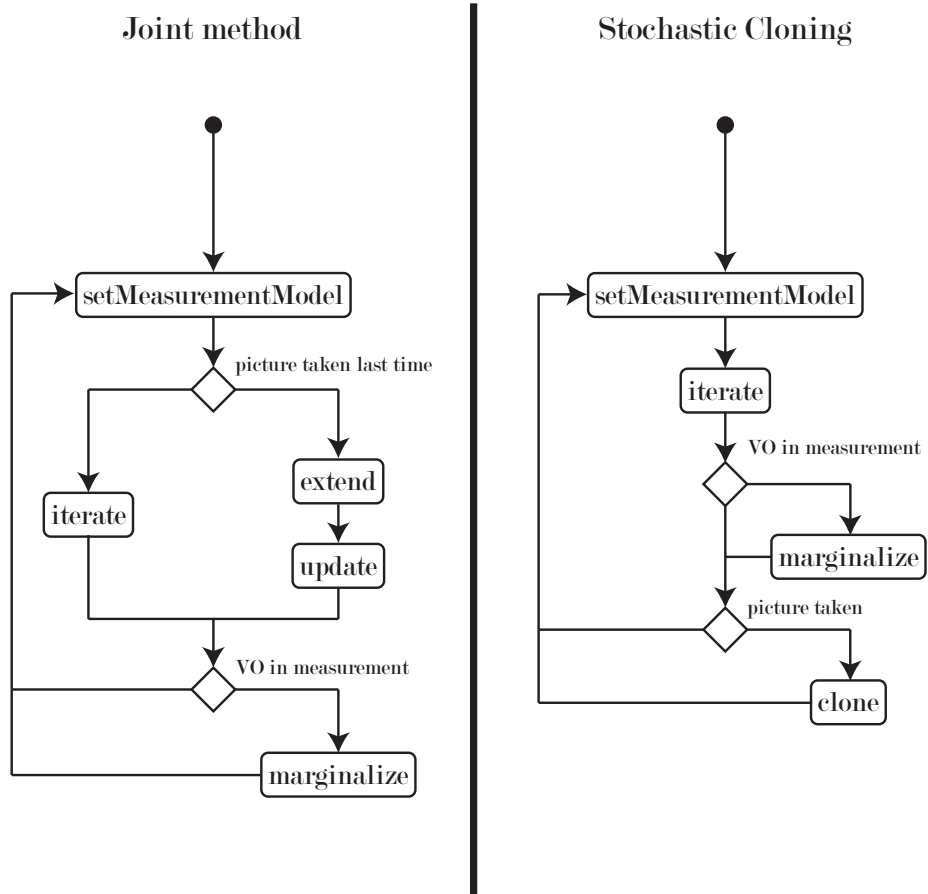 Joint method
setMeasurementModel
picture taken last time
iterate
extend
update
VO in measurement
marginalize
Stochastic Cloning
setMeasurementModel
iterate
VO in measurement
marginalize
picture taken
clone